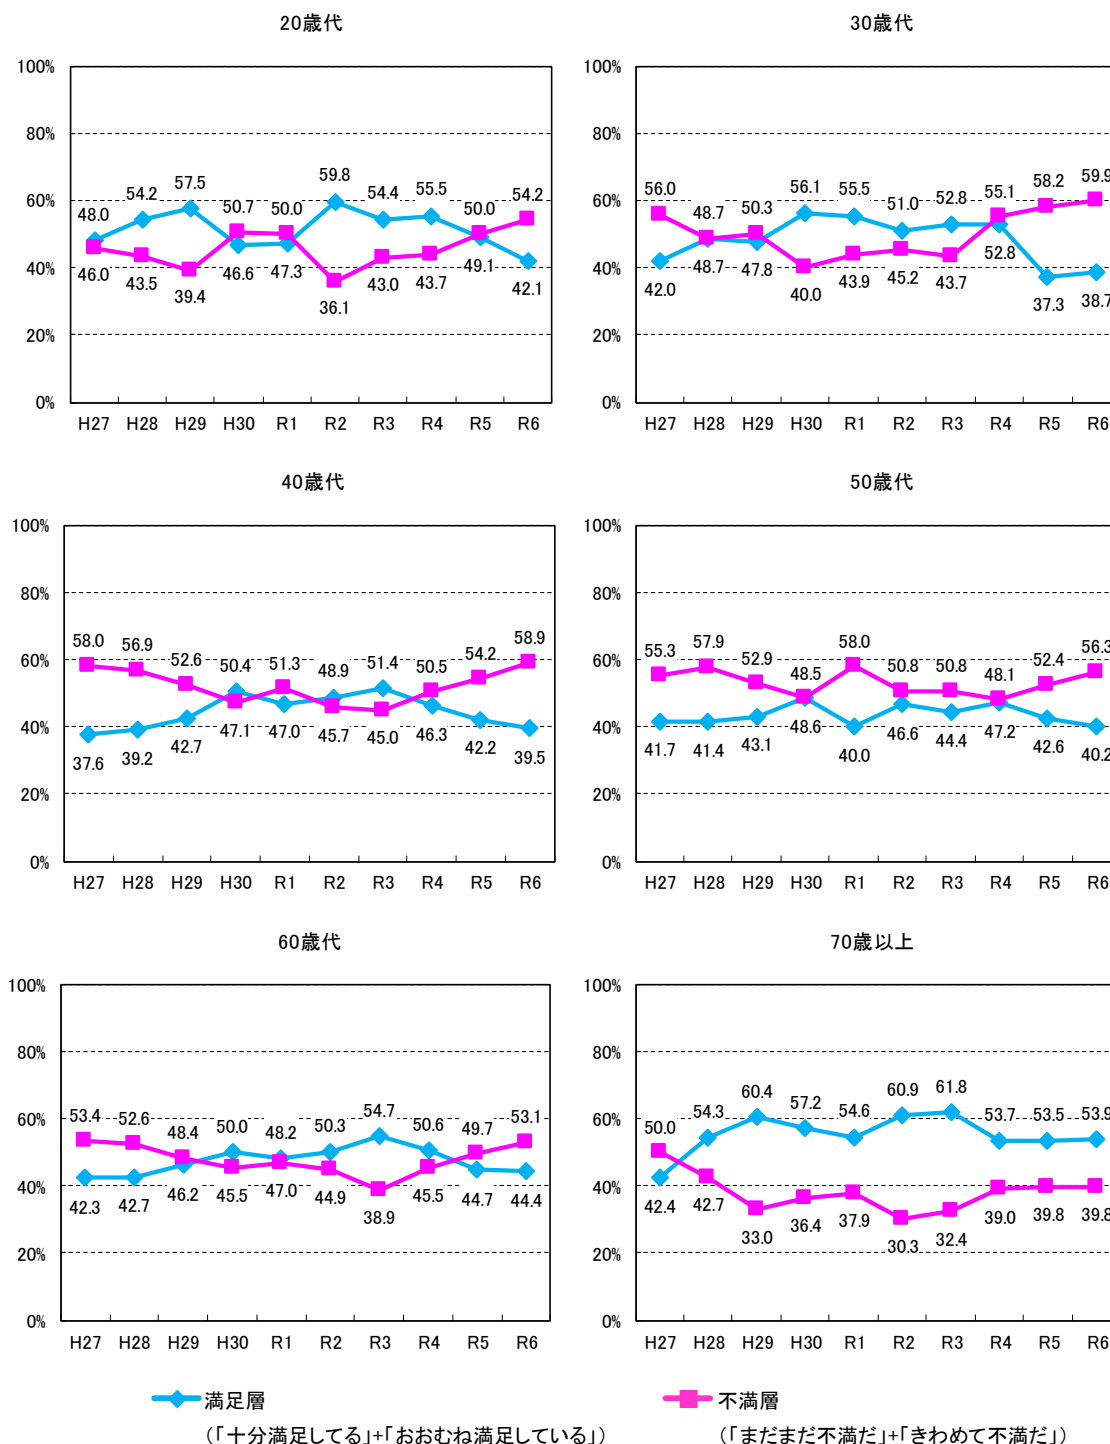 20歳代
100%
80%
60%
40%
20%
0%
48.0 54.2 57.5 50.7 50.0 59.8 54.4 55.5 50.0 54.2
46.0 43.5 39.4 46.6 47.3 36.1 43.0 43.7 49.1 42.1
H27 H28 H29 H30 R1 R2 R3 R4 R5 R6
30歳代
100%
80%
60%
40%
20%
0%
56.0 48.7 50.3 56.1 55.5 51.0 52.8 55.1 58.2 59.9
42.0 48.7 47.8 40.0 43.9 45.2 43.7 52.8 37.3 38.7
H27 H28 H29 H30 R1 R2 R3 R4 R5 R6
40歳代
100%
80%
60%
40%
20%
0%
58.0 56.9 52.6 50.4 51.3 48.9 51.4 50.5 54.2 58.9
37.6 39.2 42.7 47.1 47.0 45.7 45.0 46.3 42.2 39.5
H27 H28 H29 H30 R1 R2 R3 R4 R5 R6
50歳代
100%
80%
60%
40%
20%
0%
55.3 57.9 52.9 48.5 58.0 50.8 50.8 48.1 52.4 56.3
41.7 41.4 43.1 48.6 40.0 46.6 44.4 47.2 42.6 40.2
H27 H28 H29 H30 R1 R2 R3 R4 R5 R6
60歳代
100%
80%
60%
40%
20%
0%
53.4 52.6 48.4 50.0 48.2 50.3 54.7 50.6 49.7 53.1
42.3 42.7 46.2 45.5 47.0 44.9 38.9 45.5 44.7 44.4
H27 H28 H29 H30 R1 R2 R3 R4 R5 R6
70歳以上
100%
80%
60%
40%
20%
0%
50.0 54.3 60.4 57.2 54.6 60.9 61.8 53.7 53.5 53.9
42.4 42.7 33.0 36.4 37.9 30.3 32.4 39.0 39.8 39.8
H27 H28 H29 H30 R1 R2 R3 R4 R5 R6
満足層
(「十分満足してる」+「おおむね満足している」)
不満層
(「まだまだ不満だ」+「きわめて不満だ」)